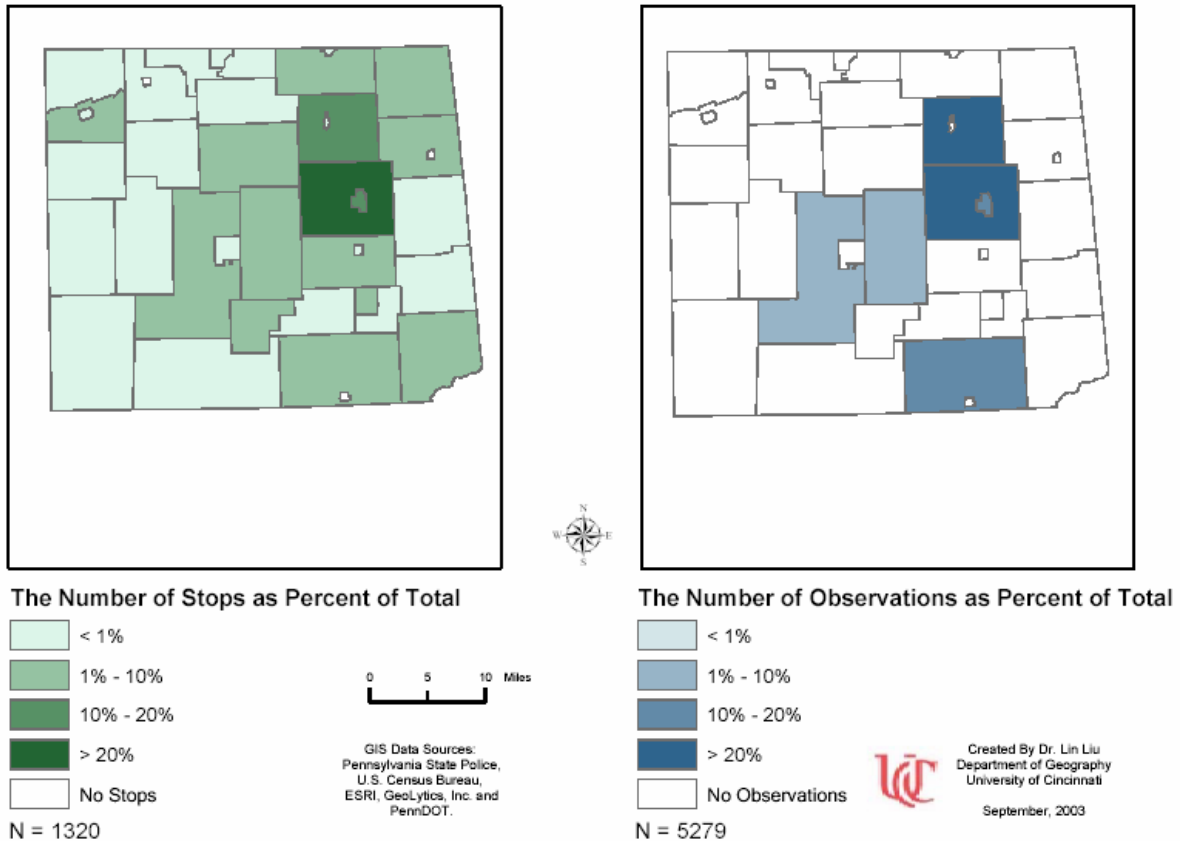 N
W E
S
The Number of Stops as Percent of Total
< 1%
1% - 10%
10% - 20%
> 20%
No Stops
N = 1320
0 5 10 Miles
GIS Data Sources:
Pennsylvania State Police,
U.S. Census Bureau,
ESRI, GeoLytics, Inc. and
PennDOT.
The Number of Observations as Percent of Total
< 1%
1% - 10%
10% - 20%
> 20%
No Observations
N = 5279
UC
Created By Dr. Lin Liu
Department of Geography
University of Cincinnati
September, 2003